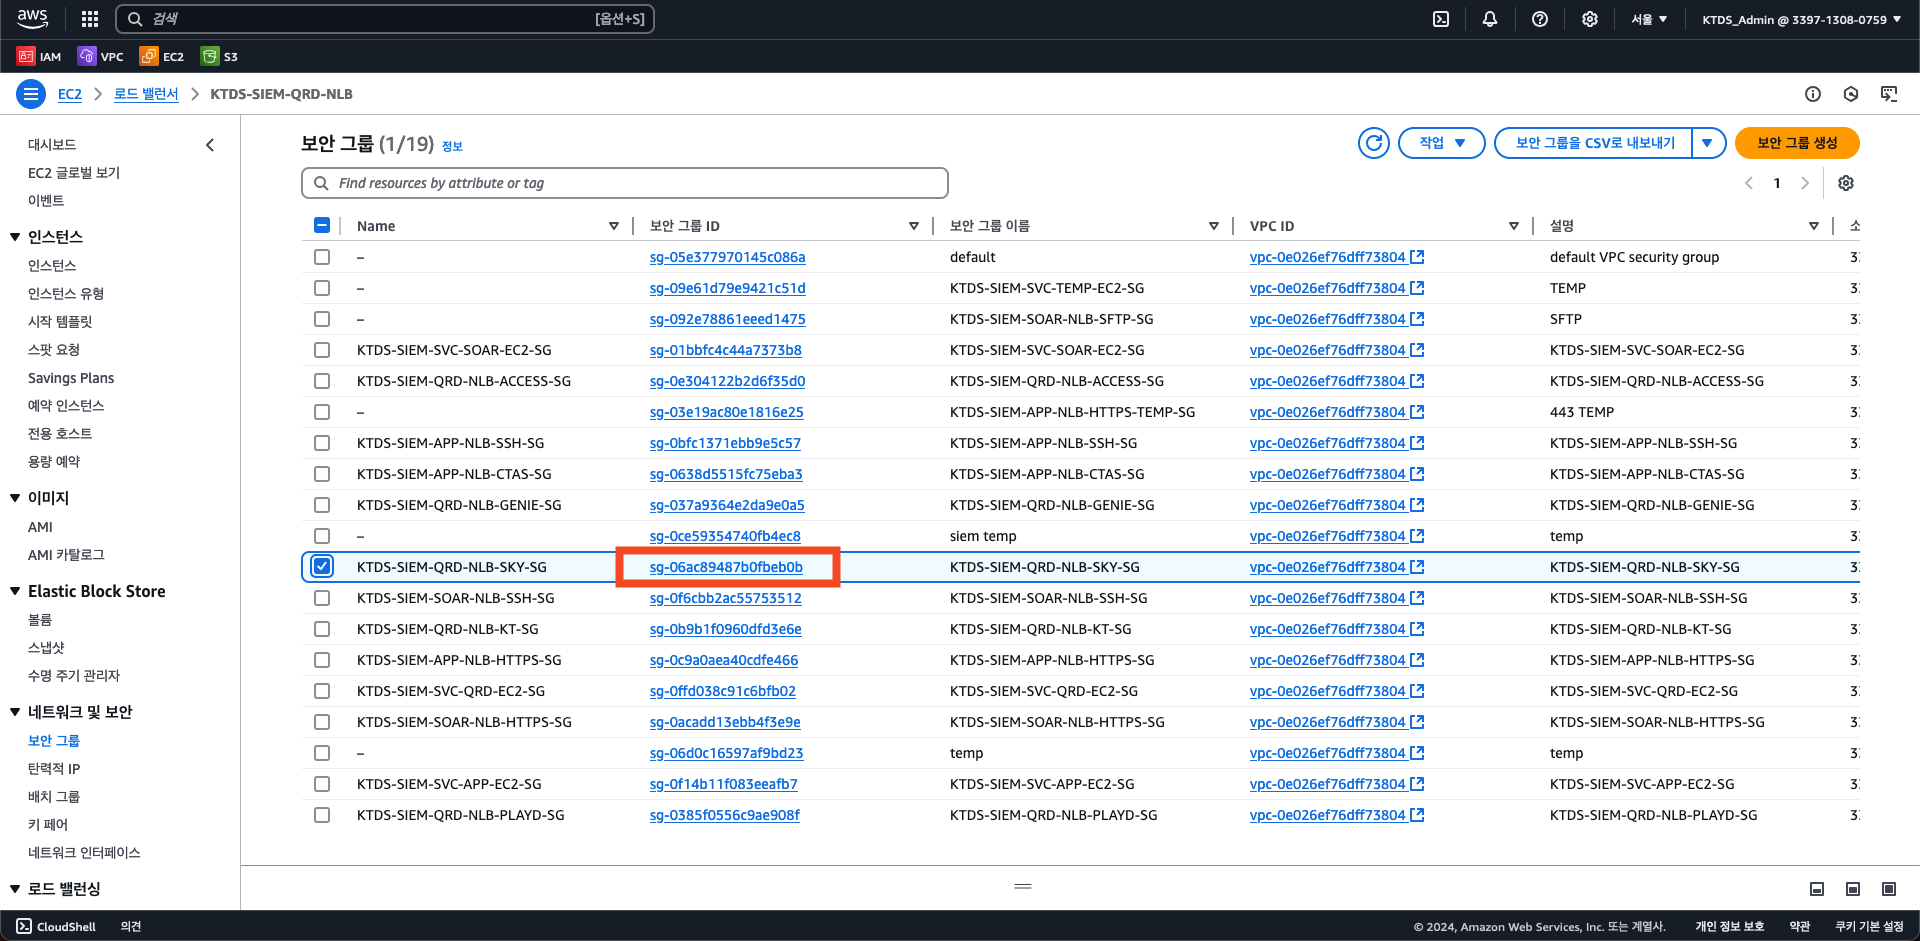 aws 검색 [옵션+S] 서울 ▼ KTDS_Admin @ 3397-1308-0759 ▼
IAM VPC EC2 S3
EC2 > 로드 밸런서 > KTDS-SIEM-QRD-NLB
대시보드
EC2 글로벌 보기
이벤트
인스턴스
인스턴스
인스턴스 유형
시작 템플릿
스팟 요청
Savings Plans
예약 인스턴스
전용 호스트
용량 예약
이미지
AMI
AMI 카탈로그
Elastic Block Store
볼륨
스냅샷
수명 주기 관리자
네트워크 및 보안
보안 그룹
탄력적 IP
배치 그룹
키 페어
네트워크 인터페이스
로드 밸런싱
보안 그룹 (1/19) 정보 작업 ▼ 보안 그룹을 CSV로 내보내기 ▼ 보안 그룹 생성
Find resources by attribute or tag < 1 >
Name 보안 그룹 ID 보안 그룹 이름 VPC ID 설명 소
– sg-05e377970145c086a default vpc-0e026ef76dff73804 default VPC security group 3
– sg-09e61d79e9421c51d KTDS-SIEM-SVC-TEMP-EC2-SG vpc-0e026ef76dff73804 TEMP 3
– sg-092e78861eeed1475 KTDS-SIEM-SOAR-NLB-SFTP-SG vpc-0e026ef76dff73804 SFTP 3
KTDS-SIEM-SVC-SOAR-EC2-SG sg-01bbfc4c44a7373b8 KTDS-SIEM-SVC-SOAR-EC2-SG vpc-0e026ef76dff73804 KTDS-SIEM-SVC-SOAR-EC2-SG 3
KTDS-SIEM-QRD-NLB-ACCESS-SG sg-0e304122b2d6f35d0 KTDS-SIEM-QRD-NLB-ACCESS-SG vpc-0e026ef76dff73804 KTDS-SIEM-QRD-NLB-ACCESS-SG 3
– sg-03e19ac80e1816e25 KTDS-SIEM-APP-NLB-HTTPS-TEMP-SG vpc-0e026ef76dff73804 443 TEMP 3
KTDS-SIEM-APP-NLB-SSH-SG sg-0bfc1371ebb9e5c57 KTDS-SIEM-APP-NLB-SSH-SG vpc-0e026ef76dff73804 KTDS-SIEM-APP-NLB-SSH-SG 3
KTDS-SIEM-APP-NLB-CTAS-SG sg-0638d5515fc75eba3 KTDS-SIEM-APP-NLB-CTAS-SG vpc-0e026ef76dff73804 KTDS-SIEM-APP-NLB-CTAS-SG 3
KTDS-SIEM-QRD-NLB-GENIE-SG sg-037a9364e2da9e0a5 KTDS-SIEM-QRD-NLB-GENIE-SG vpc-0e026ef76dff73804 KTDS-SIEM-QRD-NLB-GENIE-SG 3
– sg-0ce59354740fb4ec8 siem temp vpc-0e026ef76dff73804 temp 3
KTDS-SIEM-QRD-NLB-SKY-SG sg-06ac89487b0fbeb0b KTDS-SIEM-QRD-NLB-SKY-SG vpc-0e026ef76dff73804 KTDS-SIEM-QRD-NLB-SKY-SG 3
KTDS-SIEM-SOAR-NLB-SSH-SG sg-0f6cbb2ac55753512 KTDS-SIEM-SOAR-NLB-SSH-SG vpc-0e026ef76dff73804 KTDS-SIEM-SOAR-NLB-SSH-SG 3
KTDS-SIEM-QRD-NLB-KT-SG sg-0b9b1f0960dfd3e6e KTDS-SIEM-QRD-NLB-KT-SG vpc-0e026ef76dff73804 KTDS-SIEM-QRD-NLB-KT-SG 3
KTDS-SIEM-APP-NLB-HTTPS-SG sg-0c9a0aea40cdfe466 KTDS-SIEM-APP-NLB-HTTPS-SG vpc-0e026ef76dff73804 KTDS-SIEM-APP-NLB-HTTPS-SG 3
KTDS-SIEM-SVC-QRD-EC2-SG sg-0ffd038c91c6bfb02 KTDS-SIEM-SVC-QRD-EC2-SG vpc-0e026ef76dff73804 KTDS-SIEM-SVC-QRD-EC2-SG 3
KTDS-SIEM-SOAR-NLB-HTTPS-SG sg-0acadd13ebb4f3e9e KTDS-SIEM-SOAR-NLB-HTTPS-SG vpc-0e026ef76dff73804 KTDS-SIEM-SOAR-NLB-HTTPS-SG 3
– sg-06d0c16597af9bd23 temp vpc-0e026ef76dff73804 temp 3
KTDS-SIEM-SVC-APP-EC2-SG sg-0f14b11f083eeafb7 KTDS-SIEM-SVC-APP-EC2-SG vpc-0e026ef76dff73804 KTDS-SIEM-SVC-APP-EC2-SG 3
KTDS-SIEM-QRD-NLB-PLAYD-SG sg-0385f0556c9ae908f KTDS-SIEM-QRD-NLB-PLAYD-SG vpc-0e026ef76dff73804 KTDS-SIEM-QRD-NLB-PLAYD-SG 3
CloudShell 의견 © 2024, Amazon Web Services, Inc. 또는 계열사. 개인 정보 보호 약관 쿠키 기본 설정